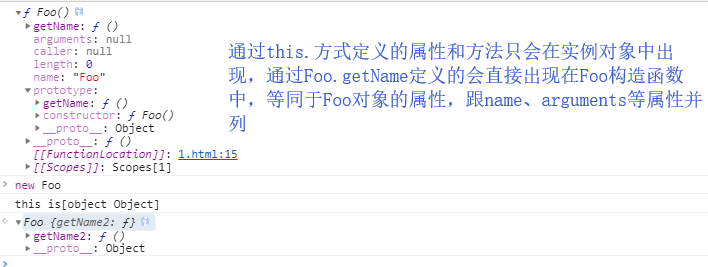 ƒ Foo()
getName: ƒ ()
arguments: null
caller: null
length: 0
name: "Foo"
prototype:
getName: ƒ ()
constructor: ƒ Foo()
__proto__: Object
__proto__: ƒ ()
[[FunctionLocation]]: 1.html:15
[[Scopes]]: Scopes[1]
通过this.方式定义的属性和方法只会在实例对象中出
现，通过Foo.getName定义的会直接出现在Foo构造函数
中，等同于Foo对象的属性，跟name、arguments等属性并
列
new Foo
this is[object Object]
Foo {getName2: ƒ}
getName2: ƒ ()
__proto__: Object